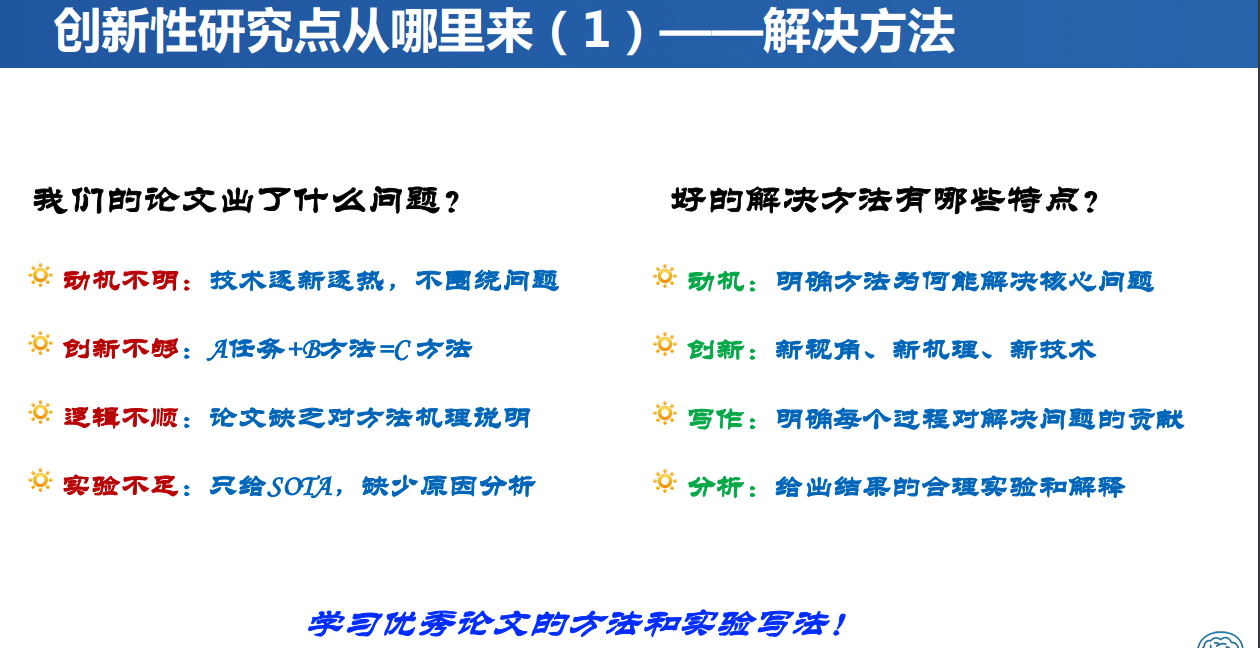 创新性研究点从哪里来（1）——解决方法
我们的论文出了什么问题？
动机不明：技术逐新逐热，不围绕问题
创新不够：A任务+B方法=C 方法
逻辑不顺：论文缺乏对方法机理说明
实验不足：只给SOTA，缺少原因分析
好的解决方法有哪些特点？
动机：明确方法为何能解决核心问题
创新：新视角、新机理、新技术
写作：明确每个过程对解决问题的贡献
分析：给出结果的合理实验和解释
学习优秀论文的方法和实验写法！